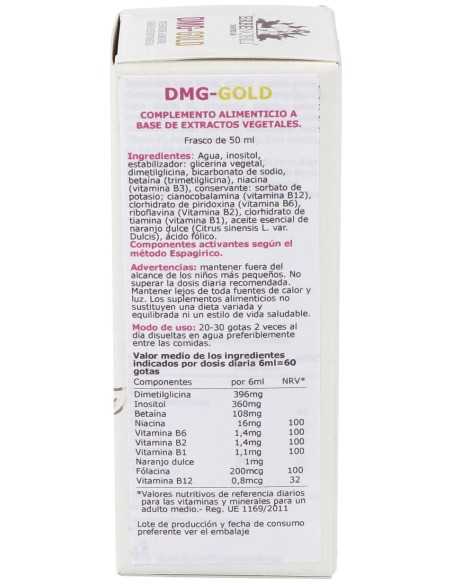 DMG-GOLD
DMG-GOLD
COMPLEMENTO ALIMENTICIO A
BASE DE EXTRACTOS VEGETALES.
Frasco de 50 ml
Ingredientes: Agua, inositol,
estabilizador: glicerina vegetal,
dimetilglicina, bicarbonato de sodio,
betaína (trimetilglicina), niacina
(vitamina B3), conservante: sorbato de
potasio; cianocobalamina (vitamina B12),
clorhidrato de piridoxina (vitamina B6),
riboflavina (Vitamina B2), clorhidrato de
tiamina (vitamina B1), aceite esencial de
naranjo dulce (Citrus sinensis L. var.
Dulcis), ácido fólico.
Componentes activantes según el
método Espagirico.
Advertencias: mantener fuera del
alcance de los niños más pequeños. No
superar la dosis diaria recomendada.
Mantener lejos de toda fuentes de calor y
luz. Los suplementos alimenticios no
sustituyen una dieta variada y
equilibrada ni un estilo de vida saludable.
Modo de uso: 20-30 gotas 2 veces al
día disueltas en agua preferiblemente
entre las comidas.
Valor medio de los ingredientes
indicados por dosis diaria 6ml=60
gotas
Componentes por 6ml NRV*
Dimetilglicina 396mg
Inositol 360mg
Betaína 108mg
Niacina 16mg 100
Vitamina B6 1,4mg 100
Vitamina B2 1,4mg 100
Vitamina B1 1,1mg 100
Naranjo dulce 1mg
Fólacina 200mcg 100
Vitamina B12 0,8mcg 32
*Valores nutritivos de referencia diarios
para las vitaminas y minerales para un
adulto medio.- Reg. UE 1169/2011
Lote de producción y fecha de consumo
preferente ver el embalaje